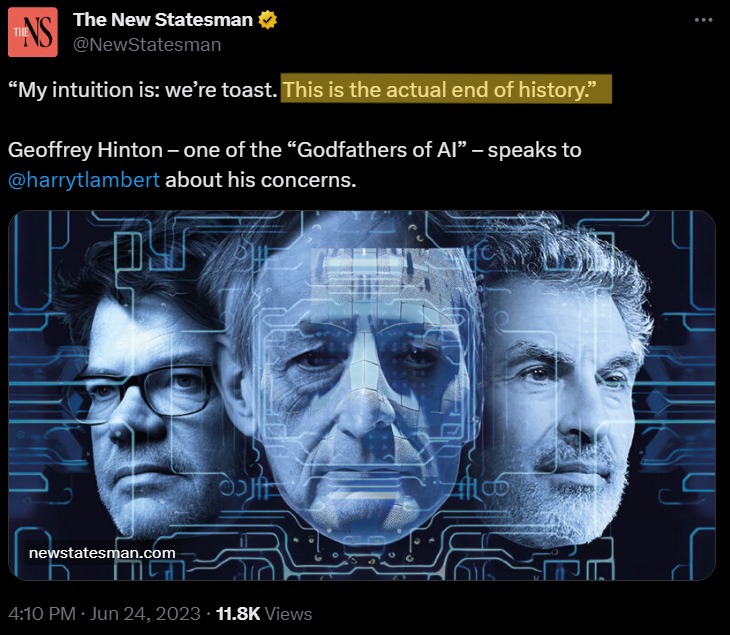 THE NS
The New Statesman
@NewStatesman
“My intuition is: we’re toast. This is the actual end of history.”
Geoffrey Hinton – one of the “Godfathers of AI” – speaks to
@harrytlambert about his concerns.
newstatesman.com
4:10 PM · Jun 24, 2023 · 11.8K Views